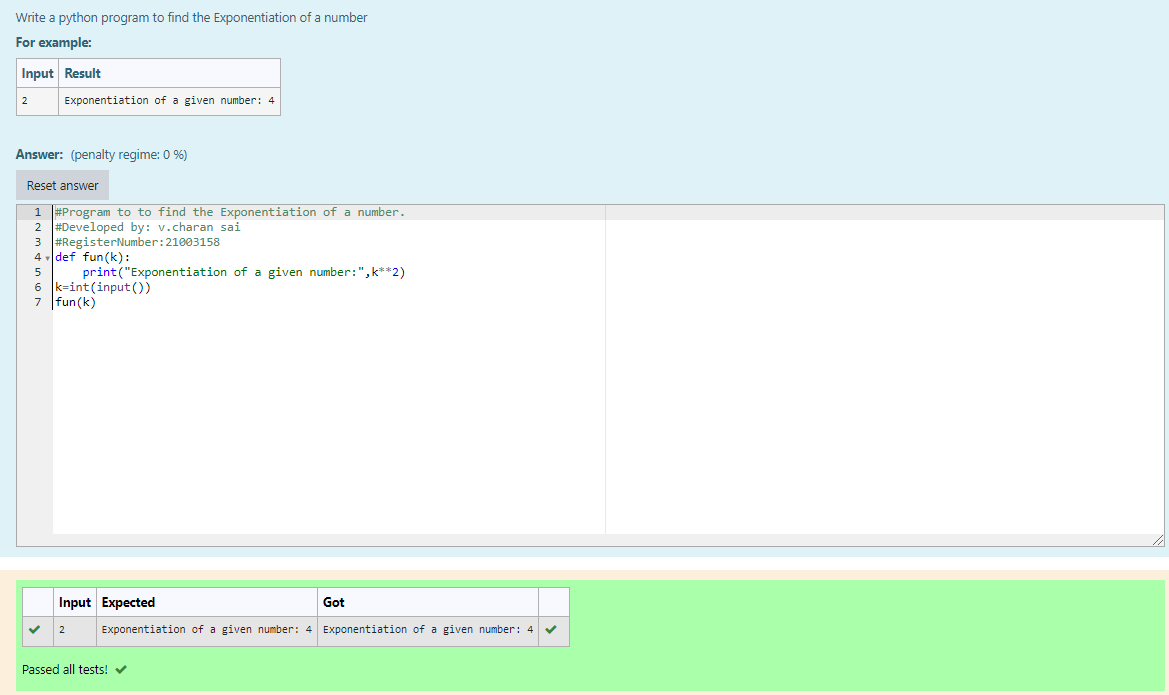 Write a python program to find the Exponentiation of a number
For example:
Input Result
2 Exponentiation of a given number: 4
Answer: (penalty regime: 0 %)
Reset answer
1 #Program to to find the Exponentiation of a number.
2 #Developed by: v.charan sai
3 #RegisterNumber:21003158
4 def fun(k):
5     print("Exponentiation of a given number:",k**2)
6 k=int(input())
7 fun(k)
Input Expected Got
2 Exponentiation of a given number: 4 Exponentiation of a given number: 4
Passed all tests!